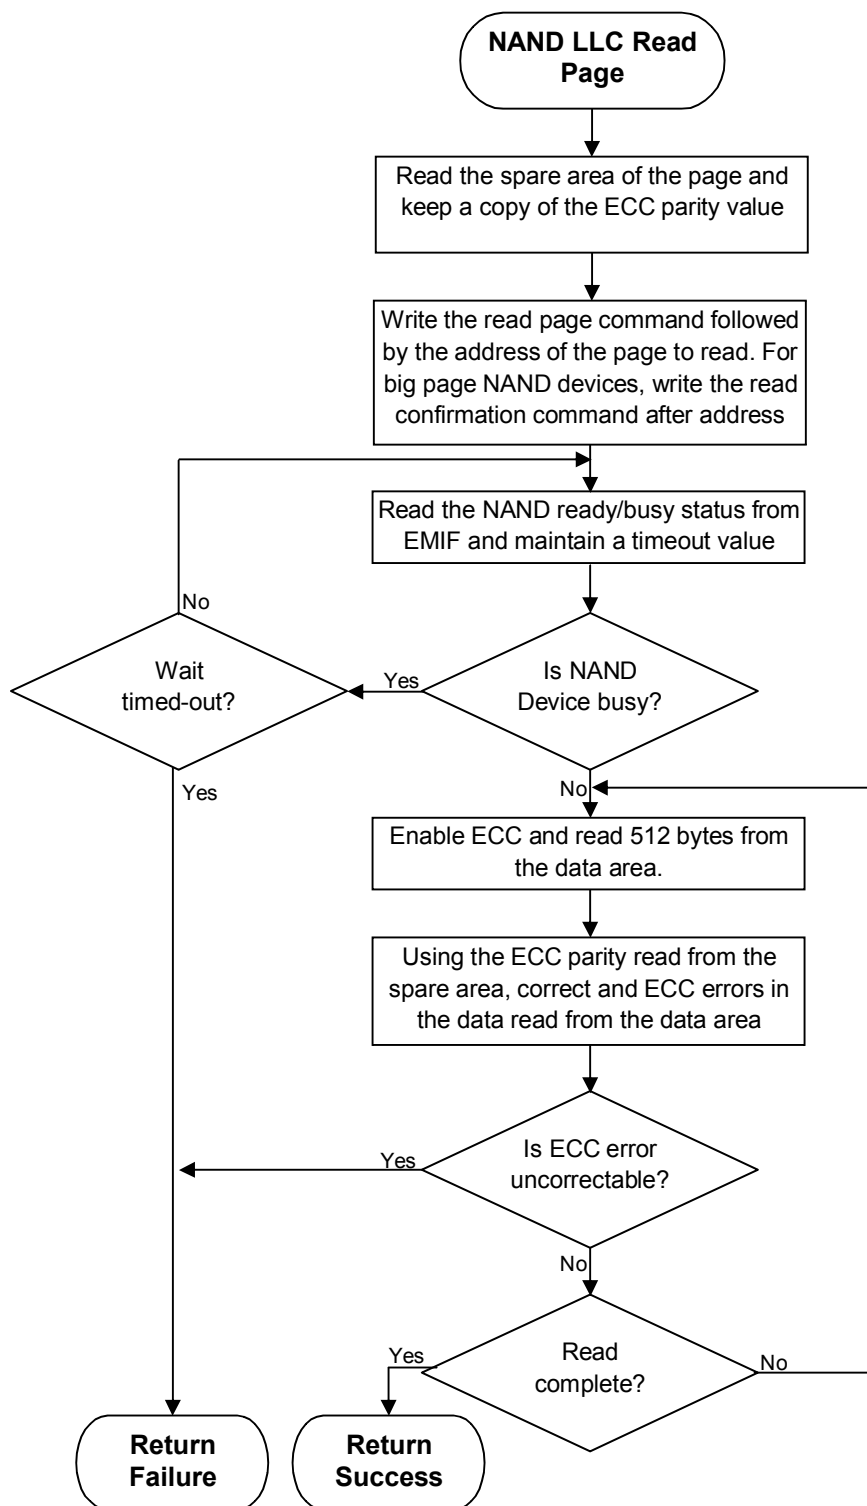 NAND LLC Read
Page
Read the spare area of the page and
keep a copy of the ECC parity value
Write the read page command followed
by the address of the page to read. For
big page NAND devices, write the read
confirmation command after address
Read the NAND ready/busy status from
EMIF and maintain a timeout value
No
Wait
timed-out?
Yes
Is NAND
Device busy?
Yes
No
Enable ECC and read 512 bytes from
the data area.
Using the ECC parity read from the
spare area, correct and ECC errors in
the data read from the data area
Yes
Is ECC error
uncorrectable?
No
Yes
Read
complete?
No
Return
Failure
Return
Success